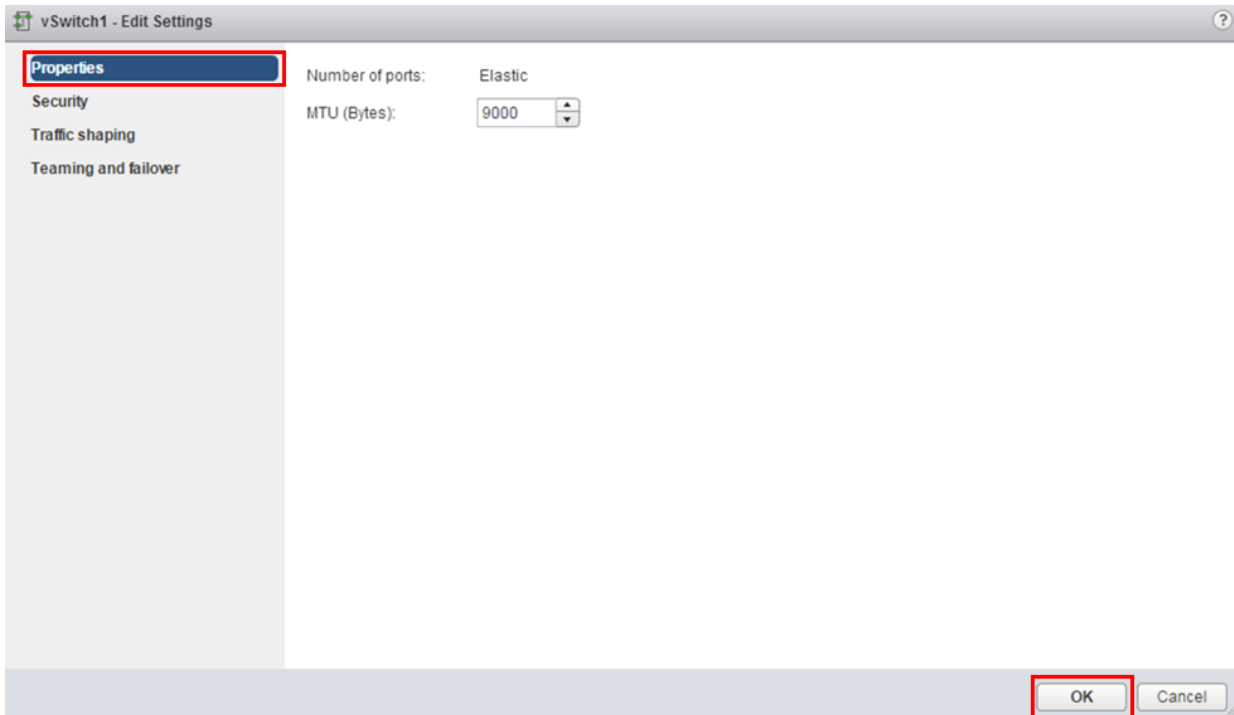 vSwitch1 - Edit Settings
?
Properties
Security
Traffic shaping
Teaming and failover
Number of ports: Elastic
MTU (Bytes): 9000
OK
Cancel